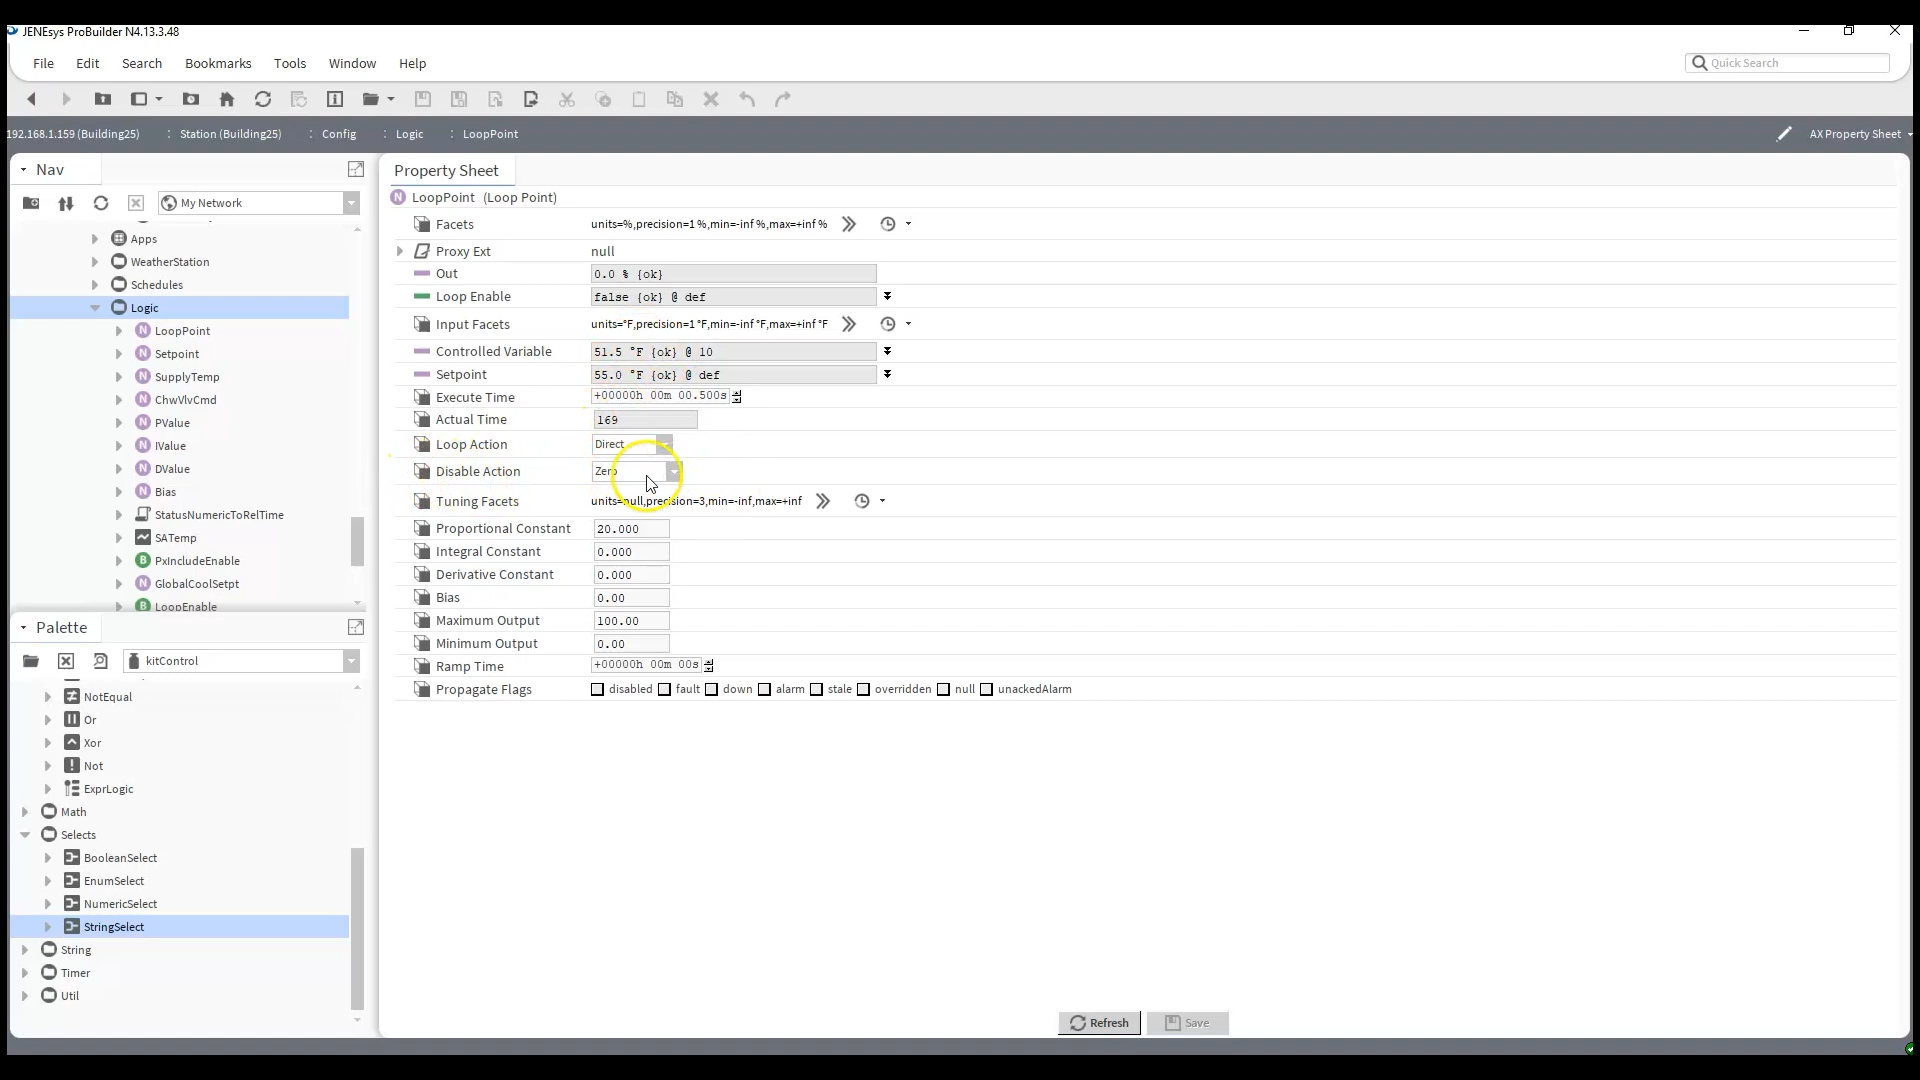 JENEsys ProBuilder N4.13.3.48
File Edit Search Bookmarks Tools Window Help
Quick Search
192.168.1.159 (Building25) : Station (Building25) : Config : Logic : LoopPoint
AX Property Sheet
Nav
My Network
Apps
WeatherStation
Schedules
Logic
LoopPoint
Setpoint
SupplyTemp
ChwVlvCmd
PValue
IValue
DValue
Bias
StatusNumericToRelTime
SATemp
PxIncludeEnable
GlobalCoolSetpt
LoopEnable
Palette
kitControl
NotEqual
Or
Xor
Not
ExprLogic
Math
Selects
BooleanSelect
EnumSelect
NumericSelect
StringSelect
String
Timer
Util
Property Sheet
N LoopPoint (Loop Point)
Facets units=%,precision=1 %,min=-inf %,max=+inf %
Proxy Ext null
Out 0.0 % {ok}
Loop Enable false {ok} @ def
Input Facets units=°F,precision=1 °F,min=-inf °F,max=+inf °F
Controlled Variable 51.5 °F {ok} @ 10
Setpoint 55.0 °F {ok} @ def
Execute Time +00000h 00m 00.500s
Actual Time 169
Loop Action Direct
Disable Action Zero
Tuning Facets units=null,precision=3,min=-inf,max=+inf
Proportional Constant 20.000
Integral Constant 0.000
Derivative Constant 0.000
Bias 0.00
Maximum Output 100.00
Minimum Output 0.00
Ramp Time +00000h 00m 00s
Propagate Flags disabled fault down alarm stale overridden null unackedAlarm
Refresh Save